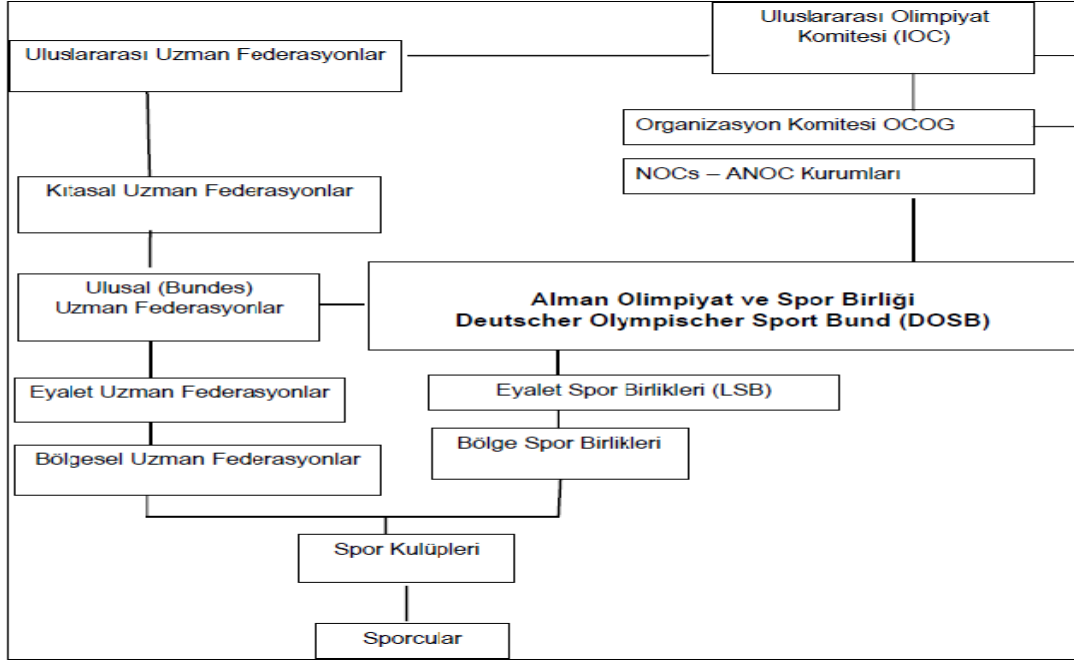 Uluslararası Olimpiyat
Komitesi (IOC)
Uluslararası Uzman Federasyonlar
Organizasyon Komitesi OCOG
NOCs – ANOC Kurumları
Kıtasal Uzman Federasyonlar
Ulusal (Bundes)
Uzman Federasyonlar
Alman Olimpiyat ve Spor Birliği
Deutscher Olympischer Sport Bund (DOSB)
Eyalet Uzman Federasyonlar
Eyalet Spor Birlikleri (LSB)
Bölgesel Uzman Federasyonlar
Bölge Spor Birlikleri
Spor Kulüpleri
Sporcular